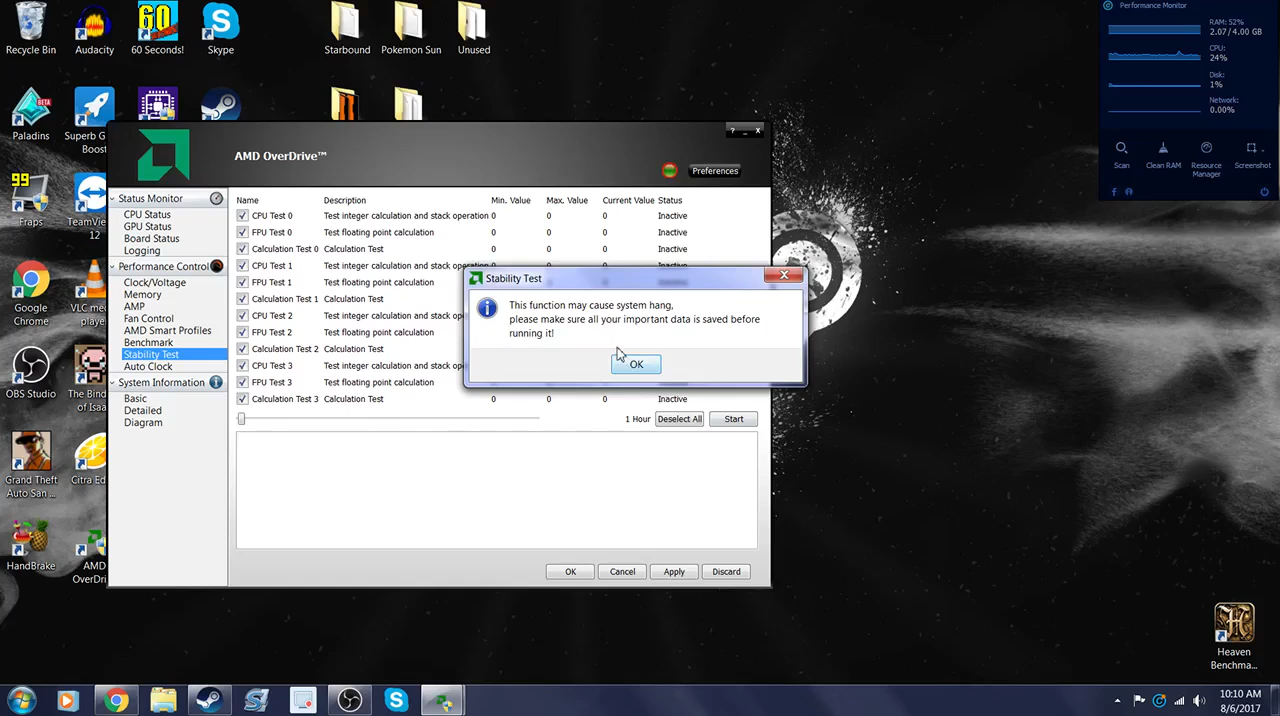 Recycle Bin
Audacity
60 Seconds!
Skype
Starbound
Pokemon Sun
Unused
Performance Monitor
RAM: 52%
2.07/4.00 GB
CPU:
24%
Disk:
1%
Network:
0.00%
Scan
Clean RAM
Resource
Manager
Screenshot
Paladins
BETA
Superb G
Boost
99
Fraps
TeamView
12
Google
Chrome
VLC med
player
OBS Studio
The Bind
of Isaa
Grand Theft
Auto San ...
Citra Ed
HandBrake
AMD
OverDri
AMD OverDrive™
? _ x
Preferences
Status Monitor
CPU Status
GPU Status
Board Status
Logging
Performance Control
Clock/Voltage
Memory
AMP
Fan Control
AMD Smart Profiles
Benchmark
Stability Test
Auto Clock
System Information
Basic
Detailed
Diagram
Name Description Min. Value Max. Value Current Value Status
CPU Test 0 Test integer calculation and stack operation 0 0 0 Inactive
FPU Test 0 Test floating point calculation 0 0 0 Inactive
Calculation Test 0 Calculation Test 0 0 0 Inactive
CPU Test 1 Test integer calculation and stack operation 0 0 0 Inactive
FPU Test 1 Test floating point calculation
Calculation Test 1 Calculation Test
CPU Test 2 Test integer calculation and stack ope
FPU Test 2 Test floating point calculation
Calculation Test 2 Calculation Test
CPU Test 3 Test integer calculation and stack ope
FPU Test 3 Test floating point calculation
Calculation Test 3 Calculation Test 0 0 0 Inactive
Stability Test
This function may cause system hang,
please make sure all your important data is saved before
running it!
OK
1 Hour Deselect All Start
OK Cancel Apply Discard
Heaven
Benchma...
10:10 AM
8/6/2017